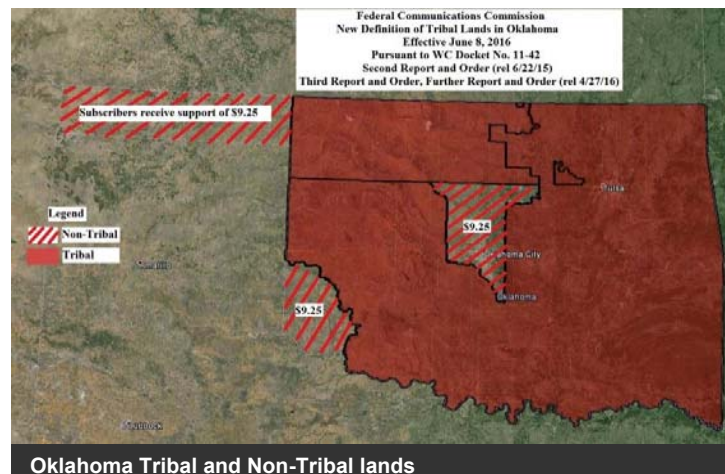 Federal Communications Commission
New Definition of Tribal Lands in Oklahoma
Effective June 8, 2016
Pursuant to WC Docket No. 11-42
Second Report and Order (rel 6/22/15)
Third Report and Order, Further Report and Order (rel 4/27/16)
Subscribers receive support of $9.25
Tulsa
Legend
Non-Tribal
Tribal
$9.25
Oklahoma City
Amarillo
Oklahoma
$9.25
Lubbock
Oklahoma Tribal and Non-Tribal lands